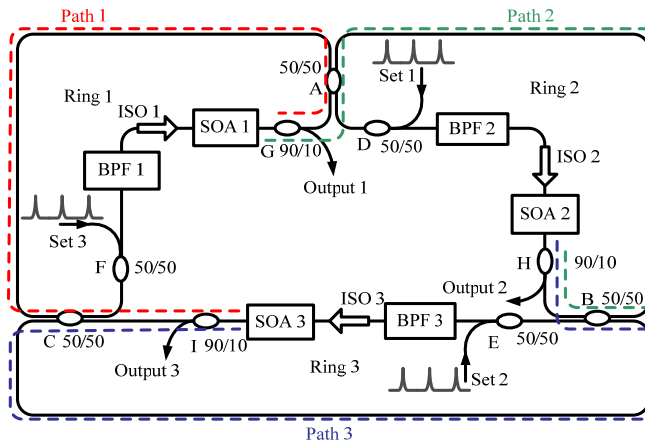 Path 1
Path 2
50/50
A
Set 1
Ring 1
Ring 2
ISO 1
SOA 1
BPF 2
G 90/10
D 50/50
ISO 2
BPF 1
Output 1
SOA 2
Set 3
F 50/50
H 90/10
Output 2
B 50/50
ISO 3
SOA 3
BPF 3
C 50/50
I 90/10
E 50/50
Output 3
Ring 3
Set 2
Path 3